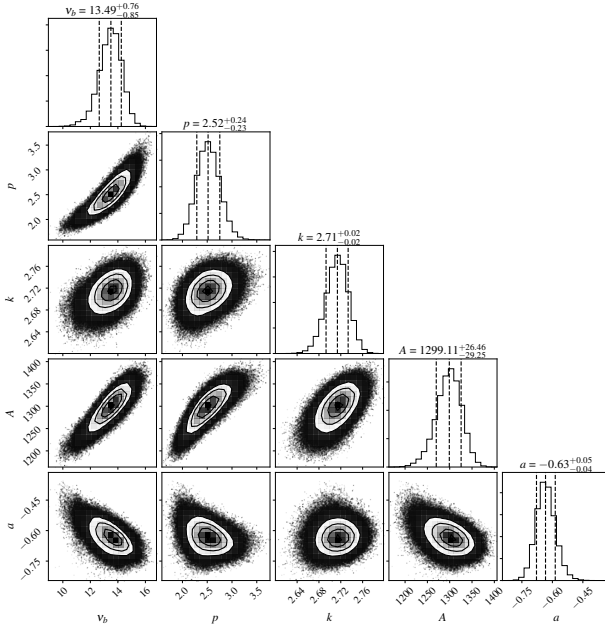 ν_b = 13.49^{+0.76}_{-0.85}
p = 2.52^{+0.24}_{-0.23}
3.5
3.0
2.5
2.0
p
k = 2.71^{+0.02}_{-0.02}
2.76
2.72
2.68
2.64
k
A = 1299.11^{+26.46}_{-29.25}
1400
1350
1300
1250
1200
A
a = −0.63^{+0.05}_{-0.04}
−0.45
−0.60
−0.75
a
10 12 14 16
2.0 2.5 3.0 3.5
2.64 2.68 2.72 2.76
1200 1250 1300 1350 1400
−0.75 −0.60 −0.45
ν_b p k A a